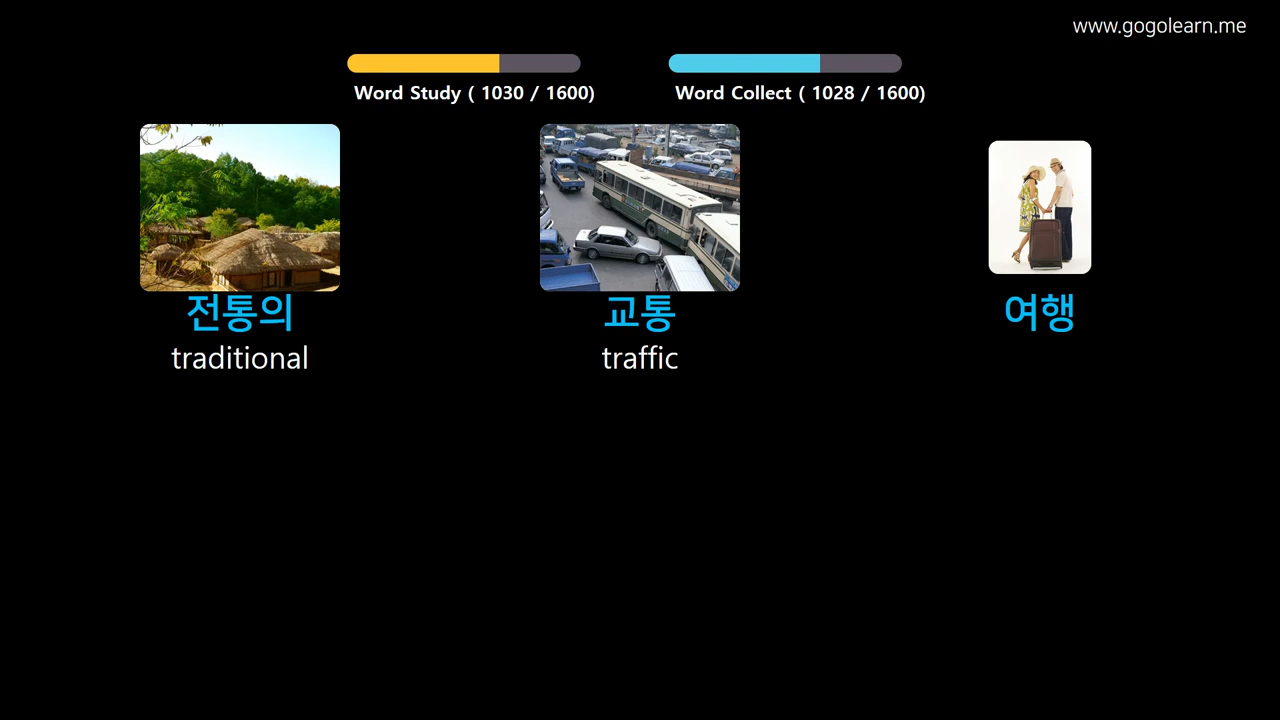 www.gogolearn.me
Word Study ( 1030 / 1600)
Word Collect ( 1028 / 1600)
전통의
traditional
교통
traffic
여행